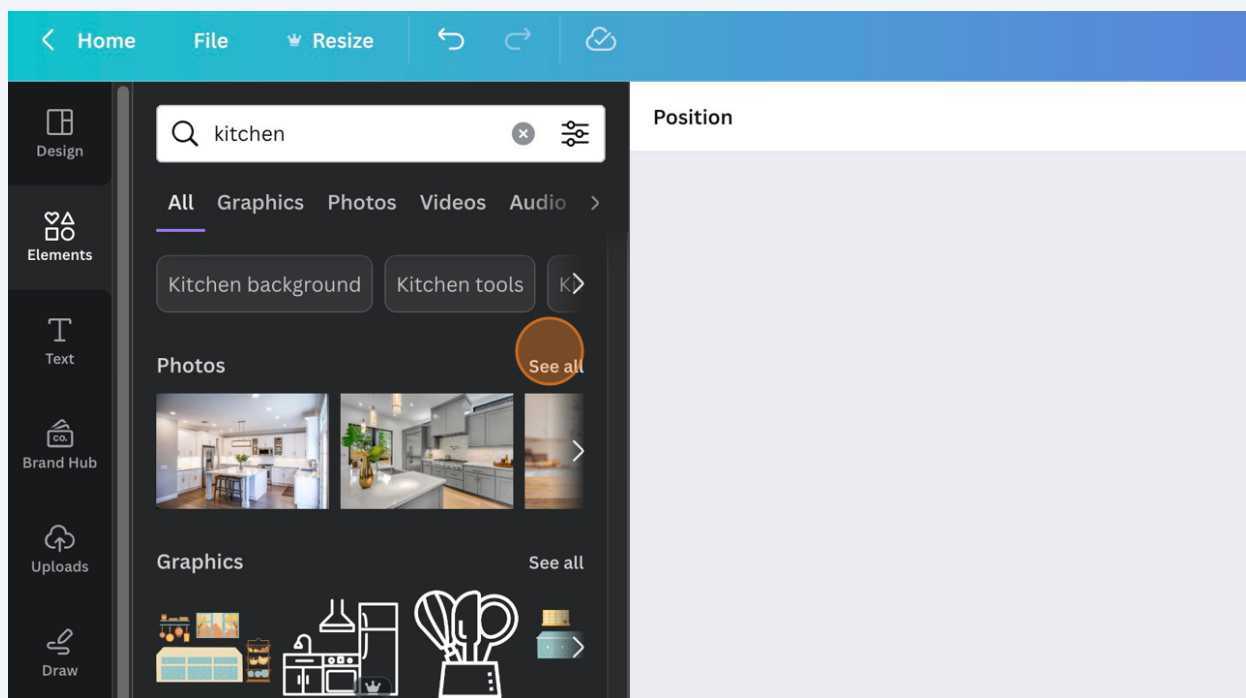 Home File Resize
Design
Elements
Text
Brand Hub
CO.
Uploads
Draw
kitchen
All Graphics Photos Videos Audio
Kitchen background Kitchen tools K
Photos See all
Graphics See all
Position